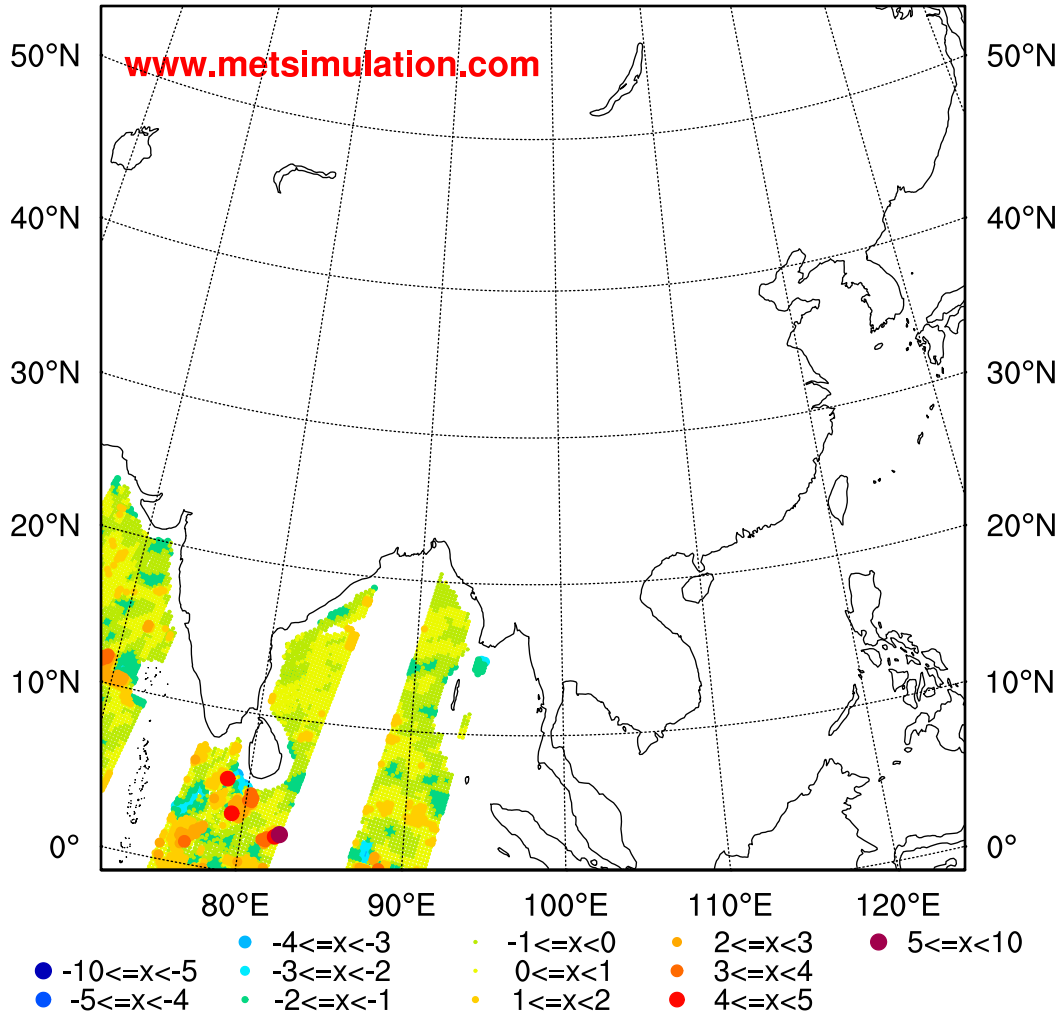 www.metsimulation.com
50°N 50°N
40°N 40°N
30°N 30°N
20°N 20°N
10°N 10°N
0° 0°
80°E 90°E 100°E 110°E 120°E
-4<=x<-3 -1<=x<0 2<=x<3 5<=x<10
-10<=x<-5 -3<=x<-2 0<=x<1 3<=x<4
-5<=x<-4 -2<=x<-1 1<=x<2 4<=x<5